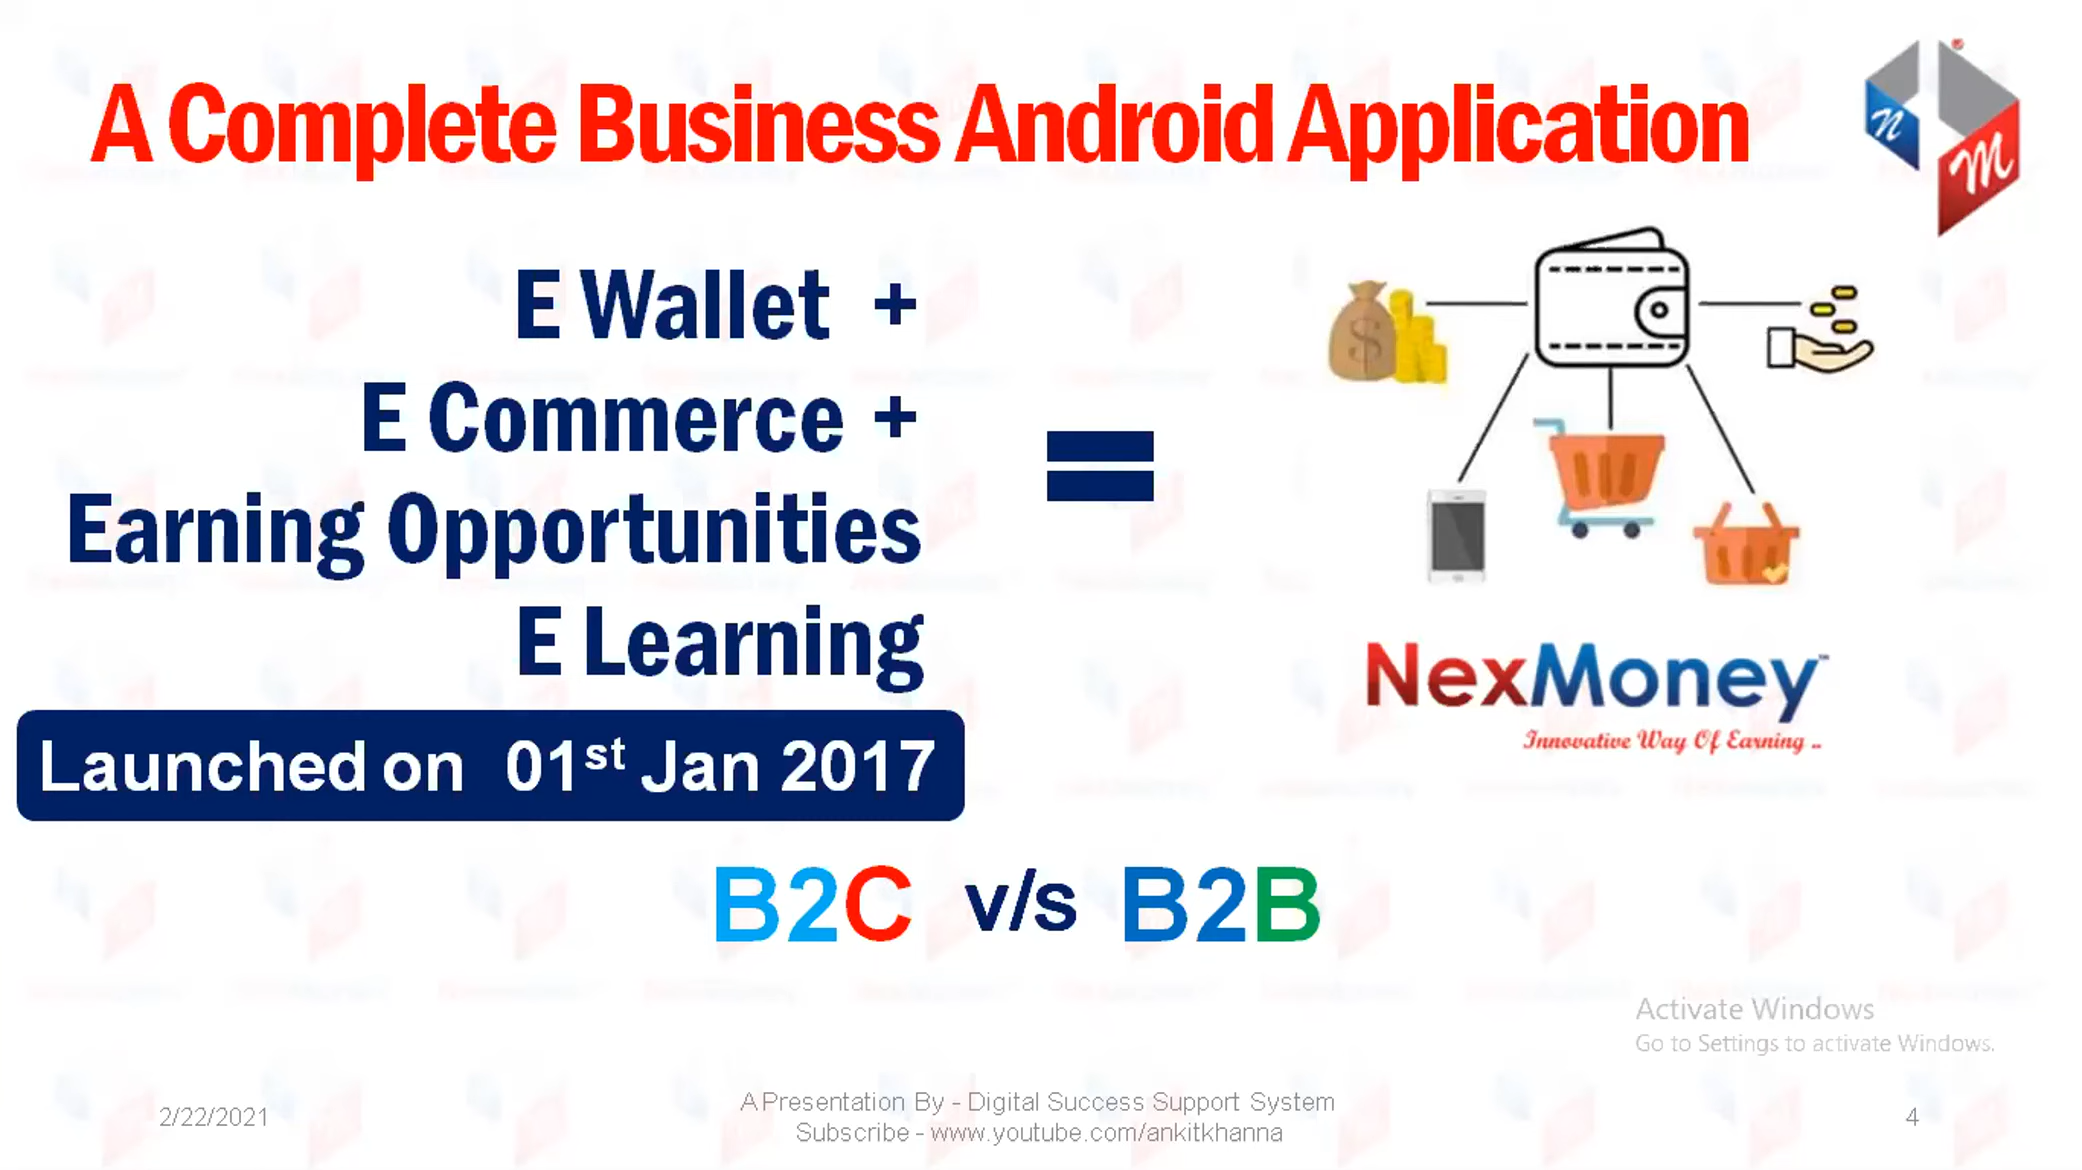 A Complete Business Android Application
n
M
E Wallet +
E Commerce +
Earning Opportunities
E Learning
=
$
NexMoney™
Innovative Way Of Earning ..
Launched on 01st Jan 2017
B2C v/s B2B
Activate Windows
Go to Settings to activate Windows.
2/22/2021
A Presentation By - Digital Success Support System
Subscribe - www.youtube.com/ankitkhanna
4